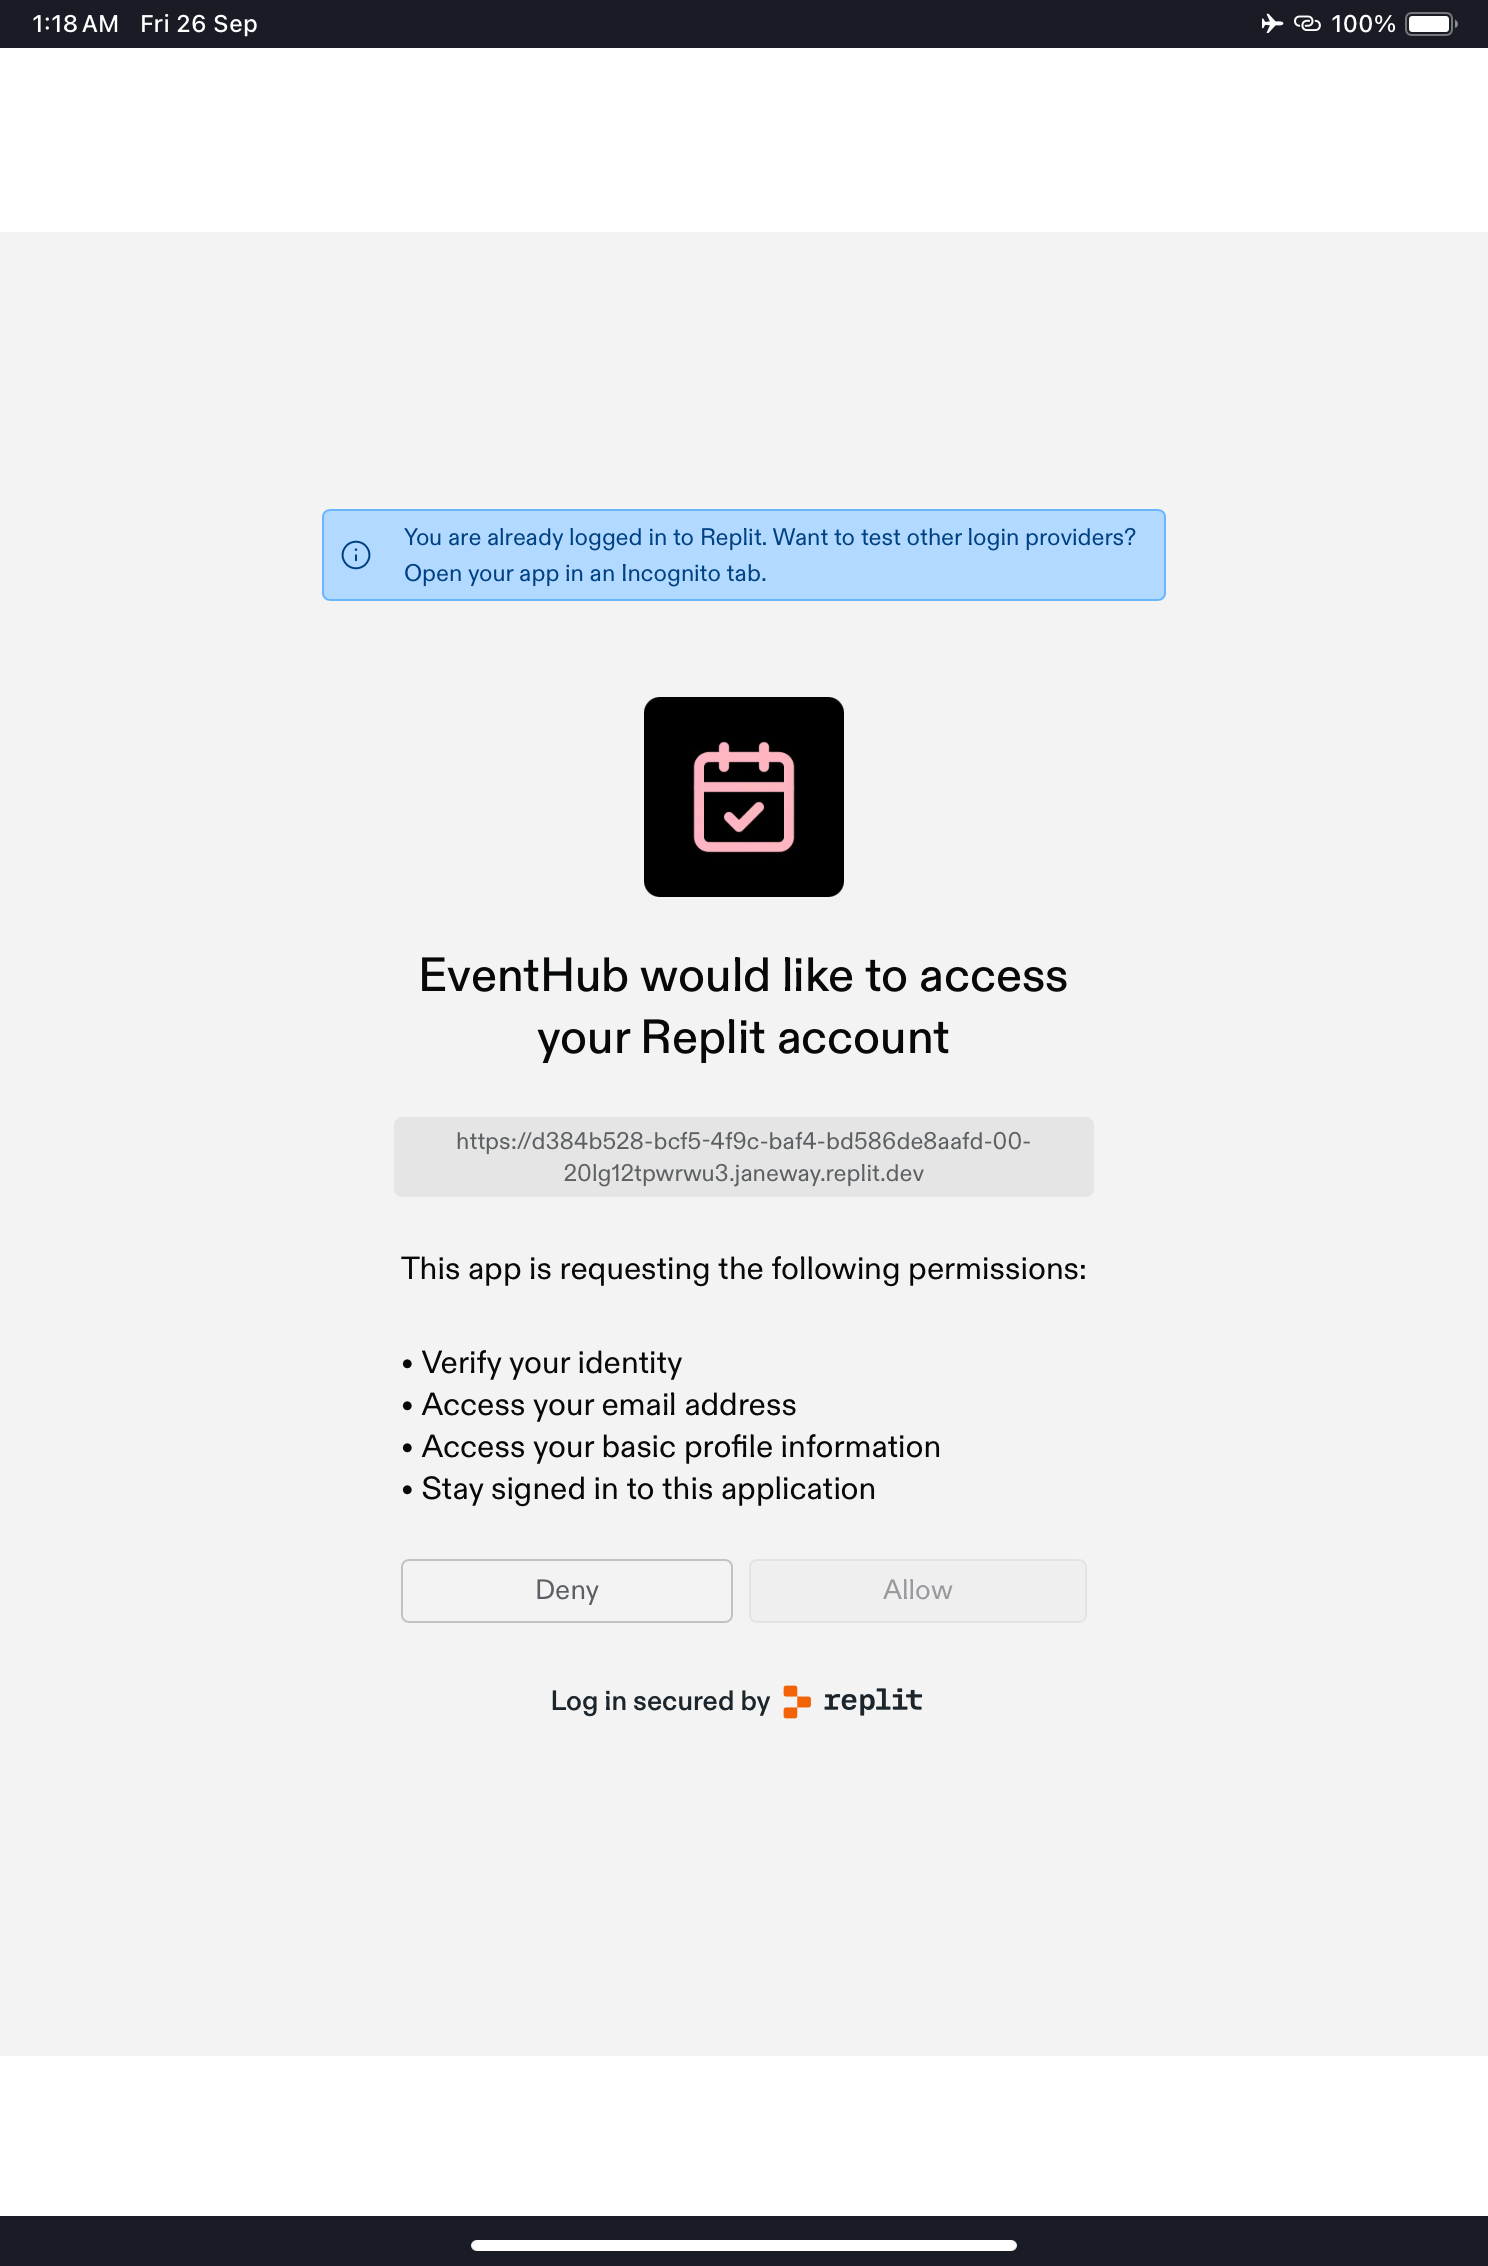 1:18 AM Fri 26 Sep
100%
You are already logged in to Replit. Want to test other login providers?
Open your app in an Incognito tab.
EventHub would like to access
your Replit account
https://d384b528-bcf5-4f9c-baf4-bd586de8aafd-00-
20lg12tpwrwu3.janeway.replit.dev
This app is requesting the following permissions:
• Verify your identity
• Access your email address
• Access your basic profile information
• Stay signed in to this application
Deny
Allow
Log in secured by replit